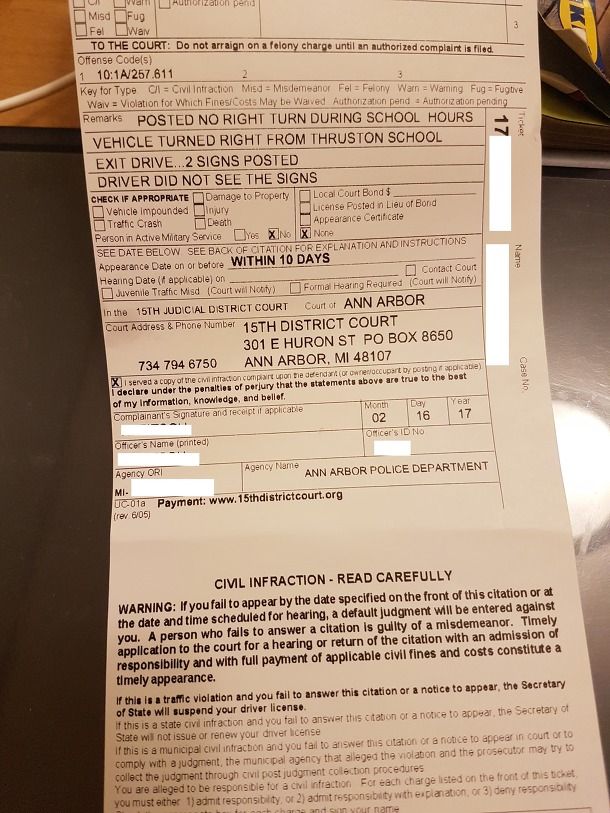 C/I Warn Authorization pend
Misd Fug
Fel Waiv
3
TO THE COURT: Do not arraign on a felony charge until an authorized complaint is filed.
Offense Code(s)
1 10:1A/257.611 2 3
Key for Type C/I = Civil Infraction Misd = Misdemeanor Fel = Felony Warn = Warning Fug = Fugitive
Waiv = Violation for Which Fines/Costs May be Waived Authorization pend = Authorization pending
Remarks POSTED NO RIGHT TURN DURING SCHOOL HOURS
VEHICLE TURNED RIGHT FROM THRUSTON SCHOOL
EXIT DRIVE...2 SIGNS POSTED
DRIVER DID NOT SEE THE SIGNS
CHECK IF APPROPRIATE Damage to Property Local Court Bond $
Vehicle Impounded Injury License Posted in Lieu of Bond
Traffic Crash Death Appearance Certificate
Person in Active Military Service Yes X No X None
SEE DATE BELOW SEE BACK OF CITATION FOR EXPLANATION AND INSTRUCTIONS
Appearance Date on or before WITHIN 10 DAYS
Contact Court
Hearing Date (if applicable) on Formal Hearing Required (Court will Notify)
Juvenile Traffic Misd (Court will Notify)
In the 15TH JUDICIAL DISTRICT COURT Court of ANN ARBOR
Court Address & Phone Number 15TH DISTRICT COURT
301 E HURON ST PO BOX 8650
734 794 6750 ANN ARBOR, MI 48107
X I served a copy of the civil infraction complaint upon the defendant (or owner/occupant by posting if applicable)
I declare under the penalties of perjury that the statements above are true to the best
of my information, knowledge, and belief.
Complainant's Signature and receipt if applicable Month Day Year
02 16 17
Officer's Name (printed) Officer's ID No
Agency ORI Agency Name ANN ARBOR POLICE DEPARTMENT
MI-
UC-01a Payment: www.15thdistrictcourt.org
(rev. 6/05)
Ticket
17
Name
Case No.
CIVIL INFRACTION - READ CAREFULLY
WARNING: If you fail to appear by the date specified on the front of this citation or at
the date and time scheduled for hearing, a default judgment will be entered against
you. A person who fails to answer a citation is guilty of a misdemeanor. Timely
application to the court for a hearing or return of the citation with an admission of
responsibility and with full payment of applicable civil fines and costs constitute a
timely appearance.
If this is a traffic violation and you fail to answer this citation or a notice to appear, the Secretary
of State will suspend your driver license.
If this is a state civil infraction and you fail to answer this citation or a notice to appear, the Secretary of
State will not issue or renew your driver license
If this is a municipal civil infraction and you fail to answer this citation or a notice to appear in court or to
comply with a judgment, the municipal agency that alleged the violation and the prosecutor may try to
collect the judgment through civil post judgment collection procedures
You are alleged to be responsible for a civil infraction For each charge listed on the front of this ticket,
you must either 1) admit responsibility, or 2) admit responsibility with explanation, or 3) deny responsibility
for each charge and sign your name